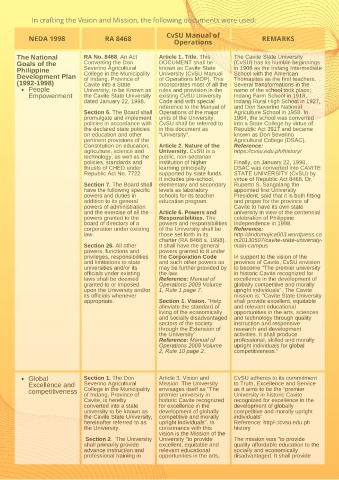 In crafting the Vision and Mission, the following documents were used:
NEDA 1998
RA 8468
CvSU Manual of
Operations
REMARKS
The National
Goals of the
Philippine
Development Plan
(1992-1998)
• People
Empowerment
RA No. 8468. An Act
Converting the Don
Severino Agricultural
College in the Municipality
of Indang, Province of
Cavite into a State
University, to be Known as
the Cavite State University
dated January 22, 1998.
Section 6. The Board shall
promulgate and implement
policies in accordance with
the declared state policies
on education and other
pertinent provisions of the
Constitution on education,
agriculture, science and
technology, as well as the
policies, standards and
thrusts of CHED under
Republic Act No. 7722
Section 7. The Board shall
have the following specific
powers and duties in
addition to its general
powers of administration
and the exercise of all the
powers granted to the
board of directors of a
corporation under existing
law.
Section 26. All other
powers, functions and
privileges, responsibilities
and limitations to state
universities and/or its
officials under existing
laws shall be deemed
granted to or imposed
upon the University and/or
its officials whenever
appropriate
Article 1. Title. This
DOCUMENT shall be
known as Cavite State
University (CvSU) Manual
of Operations MOP). This
incorporates most of the
rules and provision in the
existing CvSU University
Code and with special
reference to the Manual of
Operations of the major
units of the University.
CvSU shall be referred to
in this document as
"University".
Article 2. Nature of the
University. CvSU is a
public, non-sectarian
institution of higher
learning principally
supported by state funds.
It includes pre-school,
elementary and secondary
levels as laboratory
schools for its teacher
education program.
Article 6. Powers and
Responsibilities. The
powers and responsibilities
of the University shall be
those set forth in its
charter (RA 8468 s. 1998).
It shall have the general
powers granted to it under
the Corporation Code
and such other powers as
may be further provided by
the law.
Reference: Manual of
Operations 2009 Volume
1, Rule 1 page 7.
Section 1. Vision. "Help
alleviate the standard of
living of the economically
and socially disadvantaged
sectors of the society
through the Extension of
the University".
Reference: Manual of
Operations 2009 Volume
2, Rule 10 page 2.
The Cavite State University
(CvSU) has its humble beginnings
in 1906 as the Indang Intermediate
School with the American
Thomasites as the first teachers.
Several transformations in the
name of the school took place;
Indang Farm School in 1918,
Indang Rural High School in 1927,
and Don Severino National
Agriculture School in 1958. In
1964, the school was converted
into a State College by virtue of
Republic Act 3917 and became
known as Don Severino
Agricultural College (DSAC).
Reference:
https://cvsu.edu.ph/history/
Finally, on January 22, 1998,
DSAC was converted into CAVITE
STATE UNIVERSITY (CvSU) by
virtue of Republic Act 8468. Dr.
Ruperto S. Sangalang the
appointed first University
President, said that it is both fitting
and proper for the province of
Cavite to have its own state
university in view of the centennial
celebration of Philippine
Independence in 1998.
Reference:
In support to the vision of the
province of Cavite, CvSU envision
to become "The premier university
in historic Cavite recognized for
excellence in the development of
globally competitive and morally
upright individuals". The Cavite
mission is: "Cavite State University
shall provide excellent, equitable
and relevant educational
opportunities in the arts, sciences
and technology through quality
instruction and responsive
research and development
activities. It shall produce
professional, skilled and morally
upright individuals for global
competitiveness."
• Global
Excellence and
competitiveness
Section 1. The Don
Severino Agricultural
College in the Municipality
of Indang, Province of
Cavite, is hereby
converted into a state
university to be known as
the Cavite State University,
hereinafter referred to as
the University.
Section 2. The University
shall primarily provide
advance instruction and
professional training in
Article 3. Vision and
Mission. The University
envisages itself as "The
premier university in
historic Cavite recognized
for excellence in the
development of globally
competitive and morally
upright individuals". In
consonance with this
vision is the Mission of the
University "to provide
excellent, equitable and
relevant educational
opportunities in the arts,
CvSU adheres to its commitment
to Truth, Excellence and Service
as it aims to be the "premier
University in historic Cavite
recognized for excellence in the
development of globally
competitive and morally upright
individuals".
history
The mission was "to provide
quality affordable education to the
socially and economically
disadvantaged. It shall provide